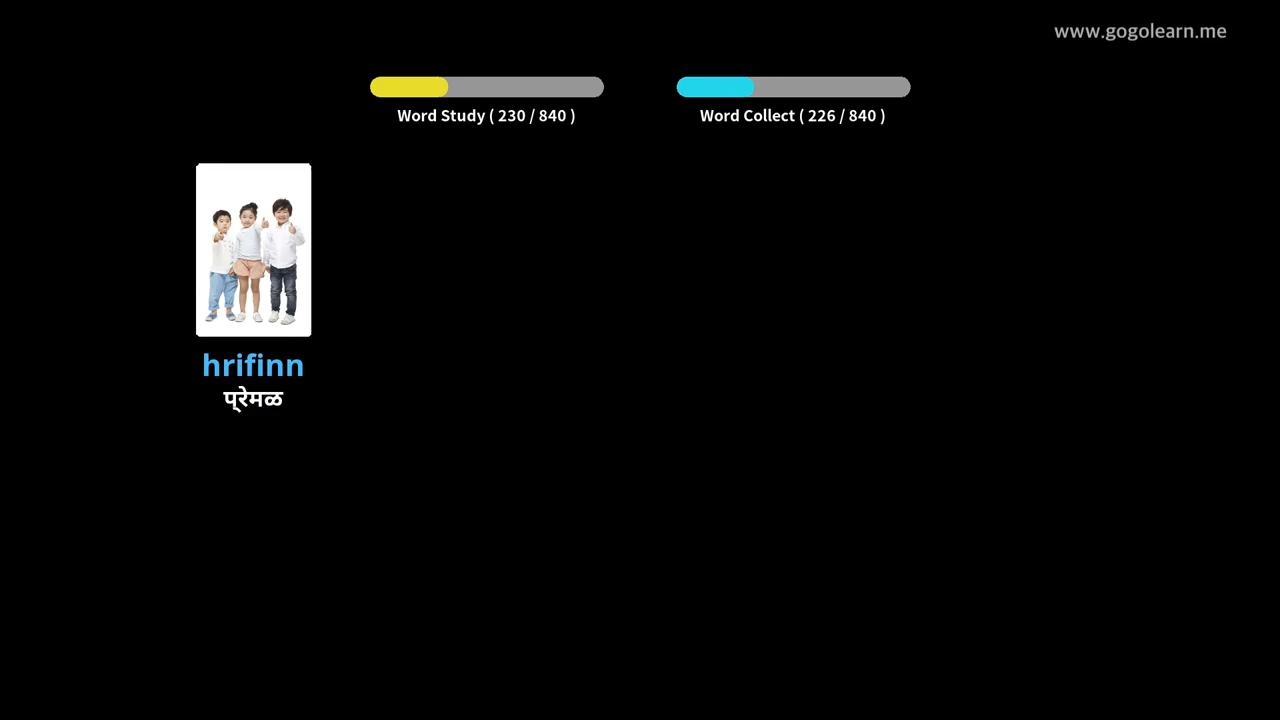 www.gogolearn.me
Word Study ( 230 / 840 )
Word Collect ( 226 / 840 )
hrifinn
प्रेमळ